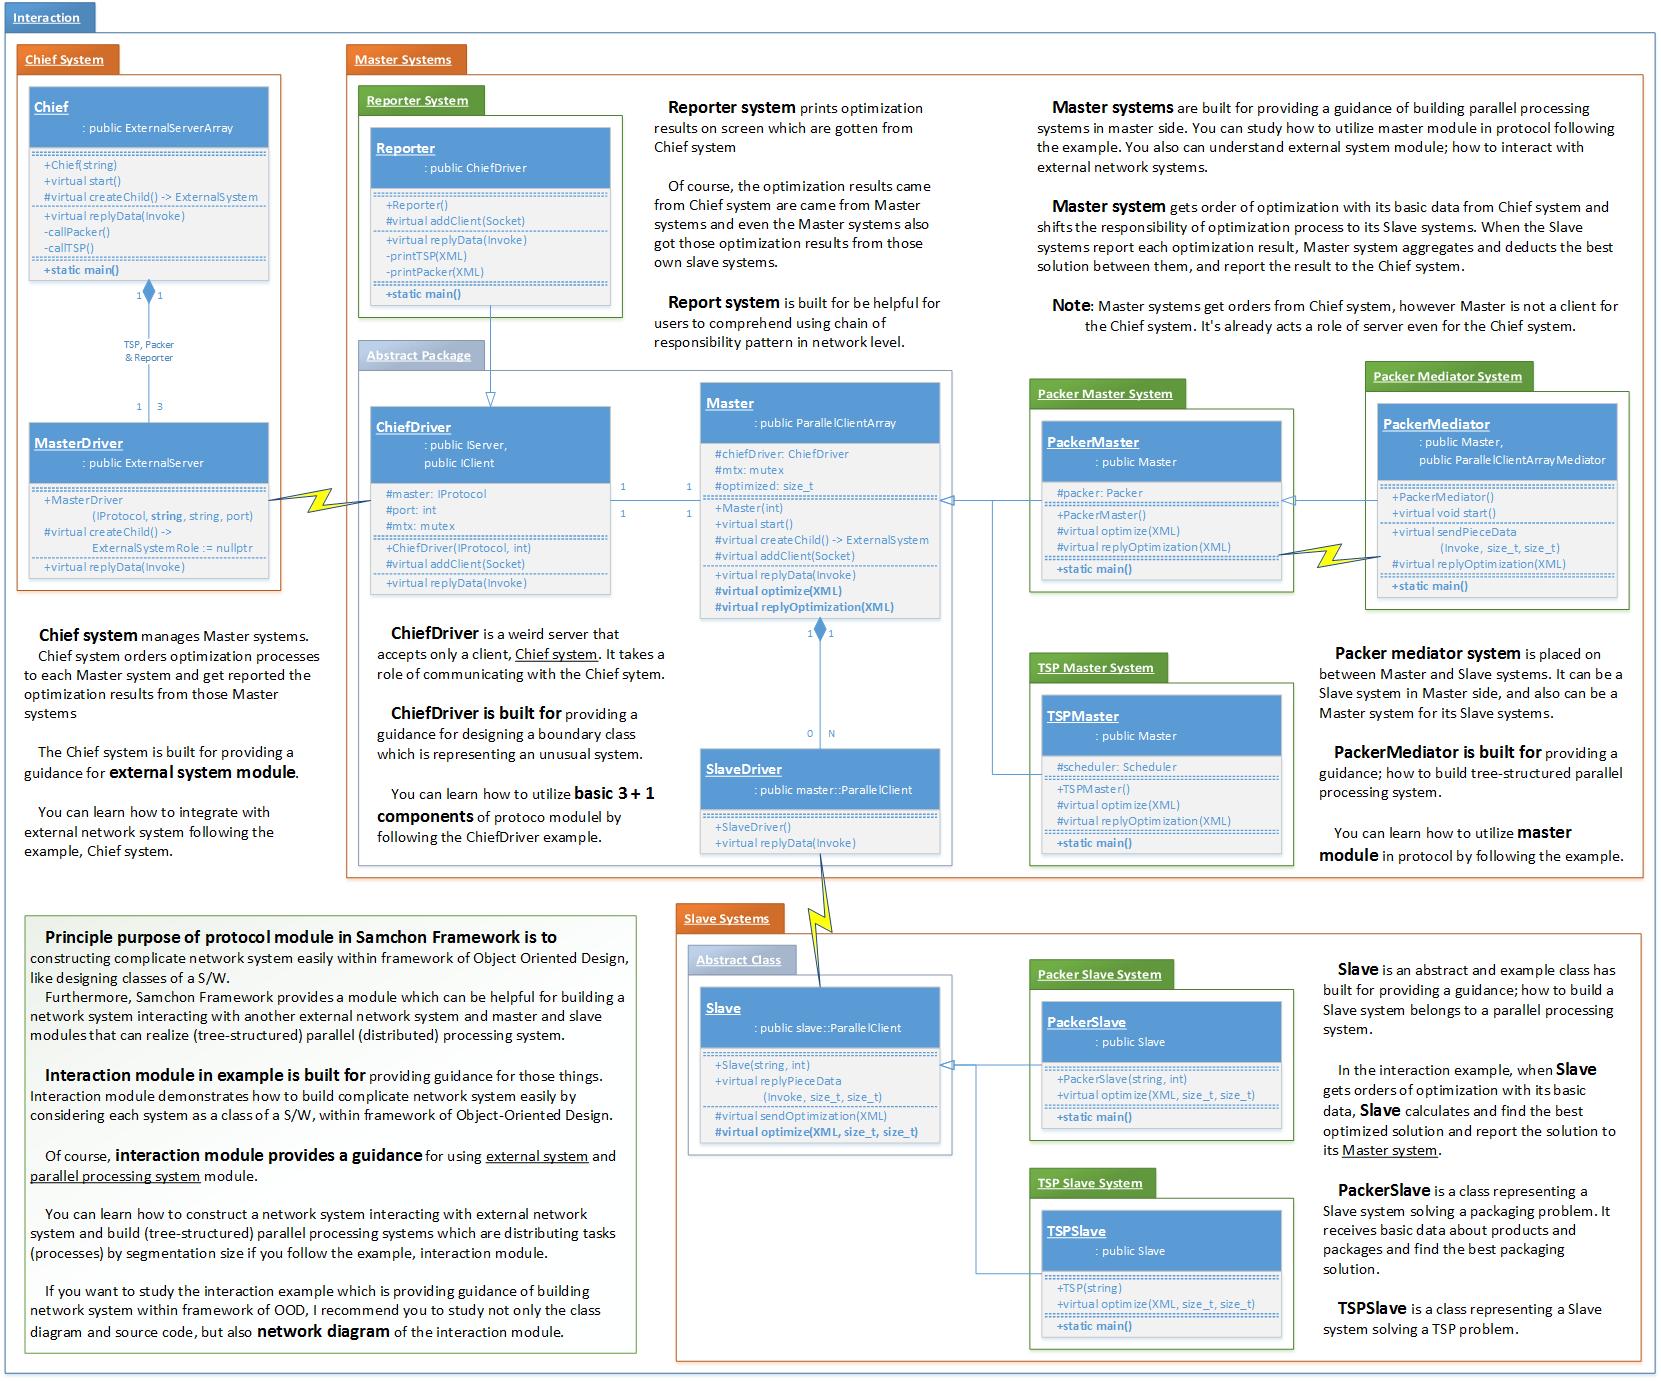 Interaction
Chief System
Chief
: public ExternalServerArray
+Chief(string)
+virtual start()
#virtual createChild() -> ExternalSystem
+virtual replyData(Invoke)
-callPacker()
-callTSP()
+static main()
1 1
TSP, Packer
& Reporter
1 3
MasterDriver
: public ExternalServer
+MasterDriver
(IProtocol, string, string, port)
#virtual createChild() ->
ExternalSystemRole := nullptr
+virtual replyData(Invoke)
Chief system manages Master systems.
Chief system orders optimization processes
to each Master system and get reported the
optimization results from those Master
systems
The Chief system is built for providing a
guidance for external system module.
You can learn how to integrate with
external network system following the
example, Chief system.
Master Systems
Reporter System
Reporter
: public ChiefDriver
+Reporter()
#virtual addClient(Socket)
+virtual replyData(Invoke)
-printTSP(XML)
-printPacker(XML)
+static main()
Reporter system prints optimization
results on screen which are gotten from
Chief system
Of course, the optimization results came
from Chief system are came from Master
systems and even the Master systems also
got those optimization results from those
own slave systems.
Report system is built for be helpful for
users to comprehend using chain of
responsibility pattern in network level.
Master systems are built for providing a guidance of building parallel processing
systems in master side. You can study how to utilize master module in protocol following
the example. You also can understand external system module; how to interact with
external network systems.
Master system gets order of optimization with its basic data from Chief system and
shifts the responsibility of optimization process to its Slave systems. When the Slave
systems report each optimization result, Master system aggregates and deducts the best
solution between them, and report the result to the Chief system.
Note: Master systems get orders from Chief system, however Master is not a client for
the Chief system. It's already acts a role of server even for the Chief system.
Abstract Package
ChiefDriver
: public IServer,
public IClient
#master: IProtocol
#port: int
#mtx: mutex
+ChiefDriver(IProtocol, int)
#virtual addClient(Socket)
+virtual replyData(Invoke)
1 1
1 1
Master
: public ParallelClientArray
#chiefDriver: ChiefDriver
#mtx: mutex
#optimized: size_t
+Master(int)
+virtual start()
#virtual createChild() -> ExternalSystem
#virtual addClient(Socket)
+virtual replyData(Invoke)
#virtual optimize(XML)
#virtual replyOptimization(XML)
1 1
0 N
SlaveDriver
: public master::ParallelClient
+SlaveDriver()
+virtual replyData(Invoke)
ChiefDriver is a weird server that
accepts only a client, Chief system. It takes a
role of communicating with the Chief sytem.
ChiefDriver is built for providing a
guidance for designing a boundary class
which is representing an unusual system.
You can learn how to utilize basic 3 + 1
components of protoco modulel by
following the ChiefDriver example.
Packer Master System
PackerMaster
: public Master
#packer: Packer
+PackerMaster()
#virtual optimize(XML)
#virtual replyOptimization(XML)
+static main()
Packer Mediator System
PackerMediator
: public Master,
public ParallelClientArrayMediator
+PackerMediator()
+virtual void start()
+virtual sendPieceData
(Invoke, size_t, size_t)
#virtual replyOptimization(XML)
+static main()
TSP Master System
TSPMaster
: public Master
#scheduler: Scheduler
+TSPMaster()
#virtual optimize(XML)
#virtual replyOptimization(XML)
+static main()
Packer mediator system is placed on
between Master and Slave systems. It can be a
Slave system in Master side, and also can be a
Master system for its Slave systems.
PackerMediator is built for providing a
guidance; how to build tree-structured parallel
processing system.
You can learn how to utilize master
module in protocol by following the example.
Principle purpose of protocol module in Samchon Framework is to
constructing complicate network system easily within framework of Object Oriented Design,
like designing classes of a S/W.
Furthermore, Samchon Framework provides a module which can be helpful for building a
network system interacting with another external network system and master and slave
modules that can realize (tree-structured) parallel (distributed) processing system.
Interaction module in example is built for providing guidance for those things.
Interaction module demonstrates how to build complicate network system easily by
considering each system as a class of a S/W, within framework of Object-Oriented Design.
Of course, interaction module provides a guidance for using external system and
parallel processing system module.
You can learn how to construct a network system interacting with external network
system and build (tree-structured) parallel processing systems which are distributing tasks
(processes) by segmentation size if you follow the example, interaction module.
If you want to study the interaction example which is providing guidance of building
network system within framework of OOD, I recommend you to study not only the class
diagram and source code, but also network diagram of the interaction module.
Slave Systems
Abstract Class
Slave
: public slave::ParallelClient
+Slave(string, int)
+virtual replyPieceData
(Invoke, size_t, size_t)
#virtual sendOptimization(XML)
#virtual optimize(XML, size_t, size_t)
Packer Slave System
PackerSlave
: public Slave
+PackerSlave(string, int)
+virtual optimize(XML, size_t, size_t)
+static main()
TSP Slave System
TSPSlave
: public Slave
+TSP(string)
+virtual optimize(XML, size_t, size_t)
+static main()
Slave is an abstract and example class has
built for providing a guidance; how to build a
Slave system belongs to a parallel processing
system.
In the interaction example, when Slave
gets orders of optimization with its basic
data, Slave calculates and find the best
optimized solution and report the solution to
its Master system.
PackerSlave is a class representing a
Slave system solving a packaging problem. It
receives basic data about products and
packages and find the best packaging
solution.
TSPSlave is a class representing a Slave
system solving a TSP problem.